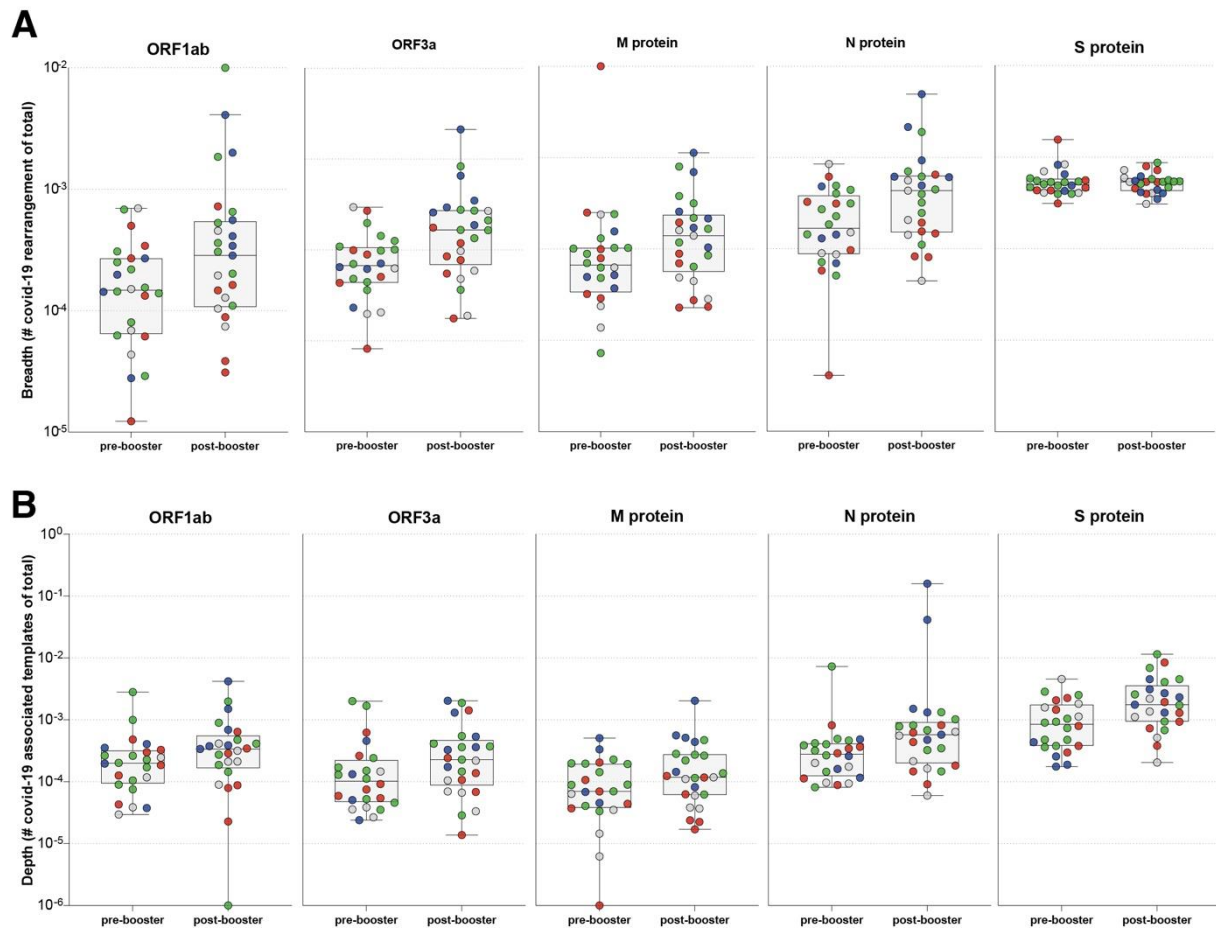 A
ORF1ab
ORF3a
M protein
N protein
S protein
Breadth (# covid-19 rearrangement of total)
10-2
10-3
10-4
10-5
pre-booster post-booster
pre-booster post-booster
pre-booster post-booster
pre-booster post-booster
pre-booster post-booster
B
ORF1ab
ORF3a
M protein
N protein
S protein
Depth (# covid-19 associated templates of total)
100
10-1
10-2
10-3
10-4
10-5
10-6
pre-booster post-booster
pre-booster post-booster
pre-booster post-booster
pre-booster post-booster
pre-booster post-booster